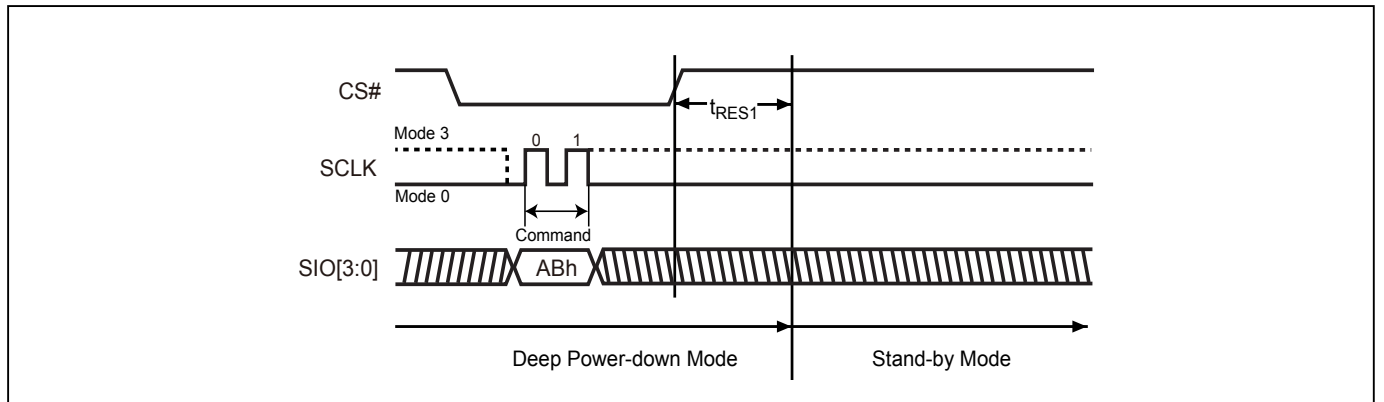 CS#
tRES1
Mode 3
0 1
SCLK
Mode 0
Command
SIO[3:0]
ABh
Deep Power-down Mode
Stand-by Mode